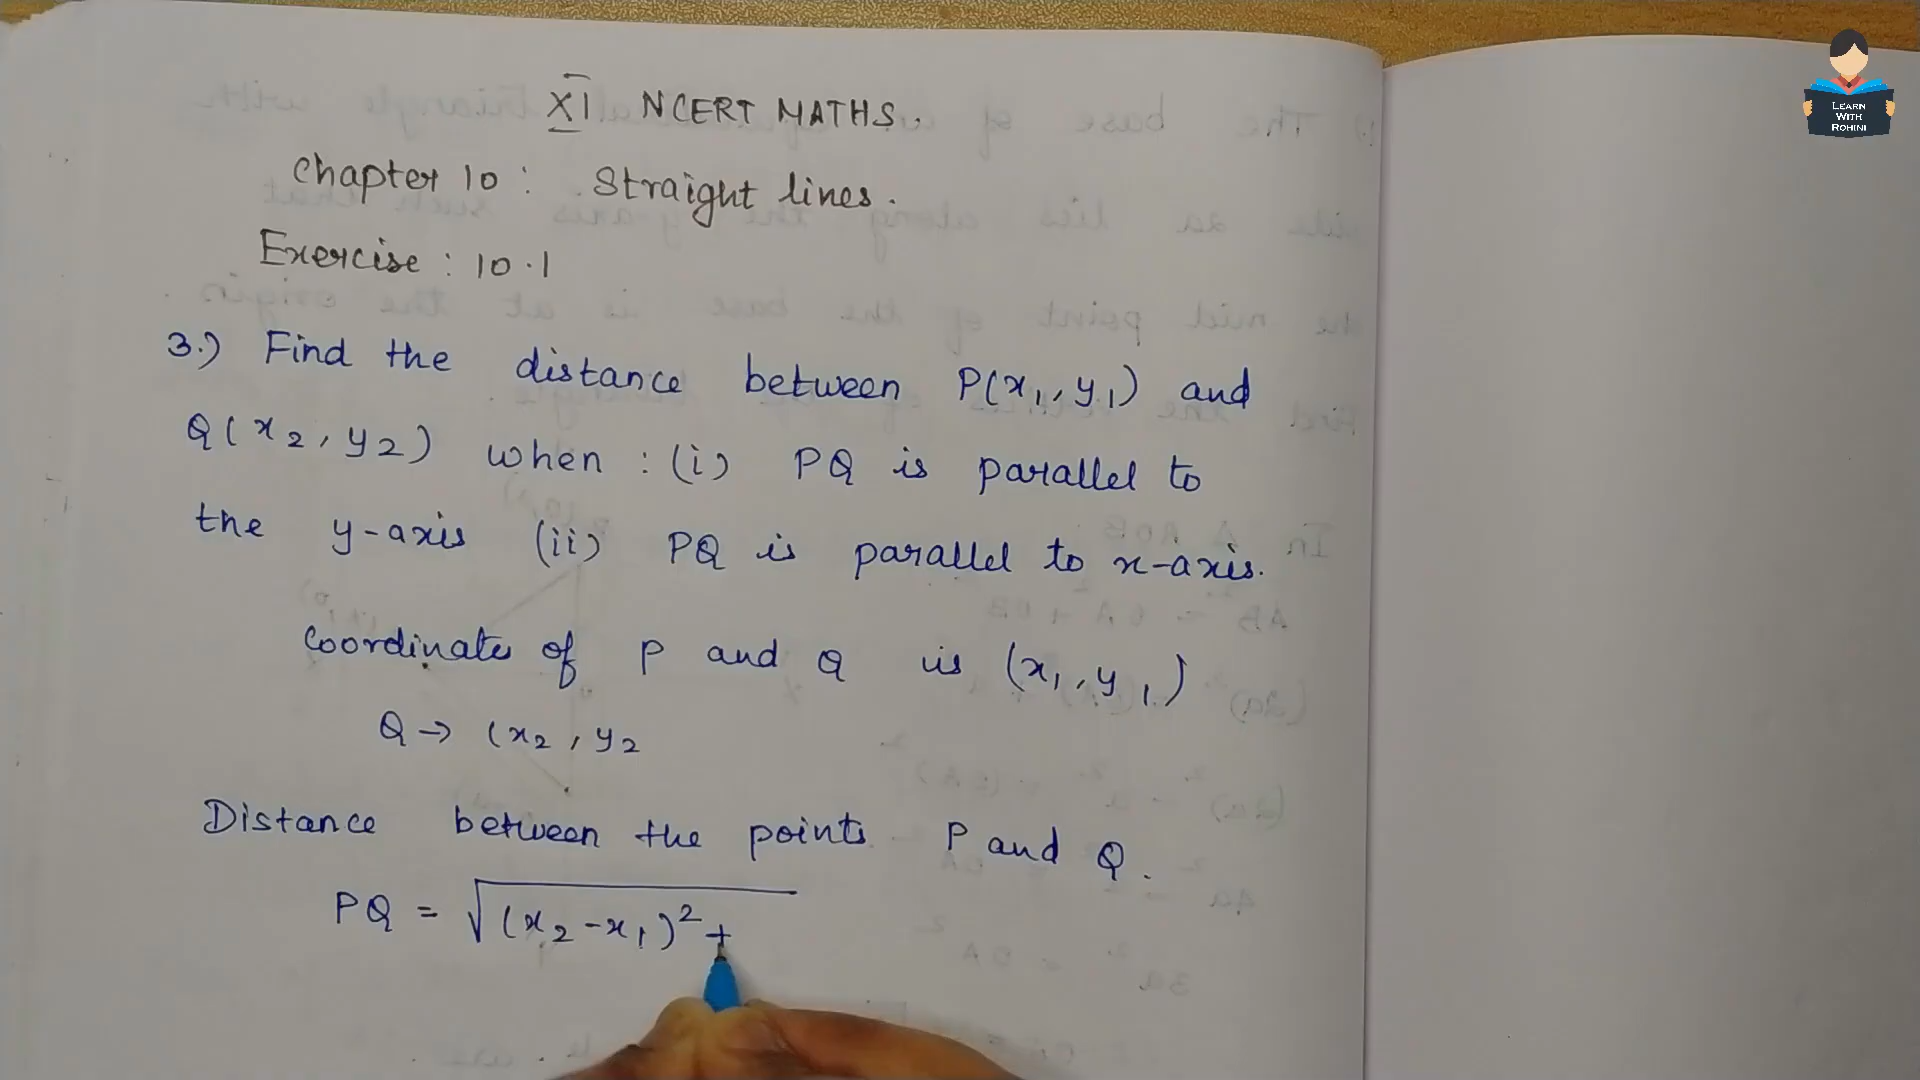 XI NCERT MATHS.
Chapter 10 : Straight lines.
Exercise : 10.1
3.) Find the distance between P(x₁, y₁) and
Q(x₂, y₂) when : (i) PQ is parallel to
the y-axis (ii) PQ is parallel to x-axis.
Coordinate of P and Q is (x₁, y₁)
Q → (x₂, y₂
Distance between the points P and Q.
PQ = √(x₂-x₁)² +
LEARN
WITH
ROHINI